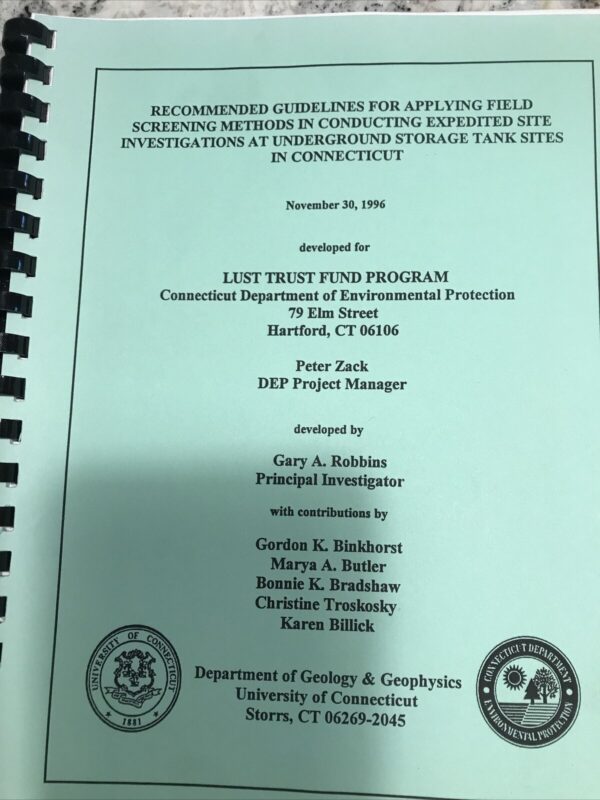 RECOMMENDED GUIDELINES FOR APPLYING FIELD
SCREENING METHODS IN CONDUCTING EXPEDITED SITE
INVESTIGATIONS AT UNDERGROUND STORAGE TANK SITES
IN CONNECTICUT
November 30, 1996
developed for
LUST TRUST FUND PROGRAM
Connecticut Department of Environmental Protection
79 Elm Street
Hartford, CT 06106
Peter Zack
DEP Project Manager
developed by
Gary A. Robbins
Principal Investigator
with contributions by
Gordon K. Binkhorst
Marya A. Butler
Bonnie K. Bradshaw
Christine Troskosky
Karen Billick
UNIVERSITY OF CONNECTICUT
1881
Department of Geology & Geophysics
University of Connecticut
Storrs, CT 06269-2045
CONNECTICUT DEPARTMENT
ENVIRONMENTAL PROTECTION